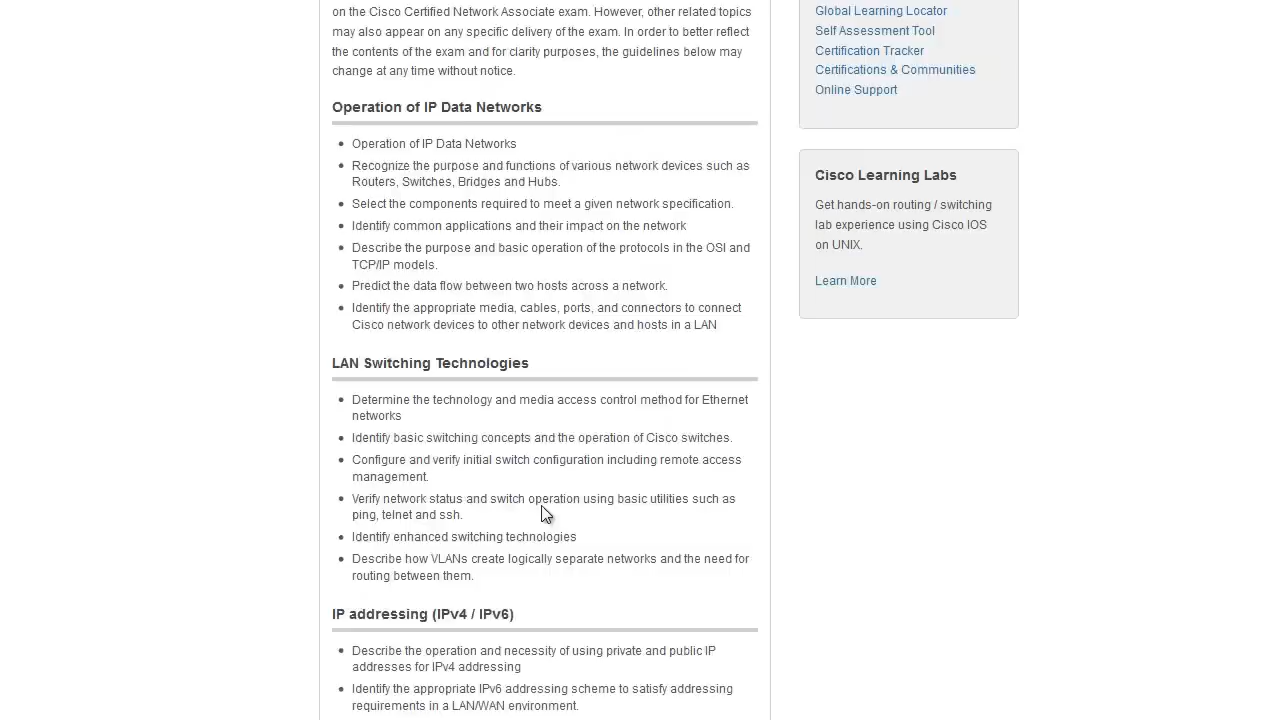 on the Cisco Certified Network Associate exam. However, other related topics
may also appear on any specific delivery of the exam. In order to better reflect
the contents of the exam and for clarity purposes, the guidelines below may
change at any time without notice.
Operation of IP Data Networks
Operation of IP Data Networks
Recognize the purpose and functions of various network devices such as
Routers, Switches, Bridges and Hubs.
Select the components required to meet a given network specification.
Identify common applications and their impact on the network
Describe the purpose and basic operation of the protocols in the OSI and
TCP/IP models.
Predict the data flow between two hosts across a network.
Identify the appropriate media, cables, ports, and connectors to connect
Cisco network devices to other network devices and hosts in a LAN
LAN Switching Technologies
Determine the technology and media access control method for Ethernet
networks
Identify basic switching concepts and the operation of Cisco switches.
Configure and verify initial switch configuration including remote access
management.
Verify network status and switch operation using basic utilities such as
ping, telnet and ssh.
Identify enhanced switching technologies
Describe how VLANs create logically separate networks and the need for
routing between them.
IP addressing (IPv4 / IPv6)
Describe the operation and necessity of using private and public IP
addresses for IPv4 addressing
Identify the appropriate IPv6 addressing scheme to satisfy addressing
requirements in a LAN/WAN environment.
Global Learning Locator
Self Assessment Tool
Certification Tracker
Certifications & Communities
Online Support
Cisco Learning Labs
Get hands-on routing / switching
lab experience using Cisco IOS
on UNIX.
Learn More